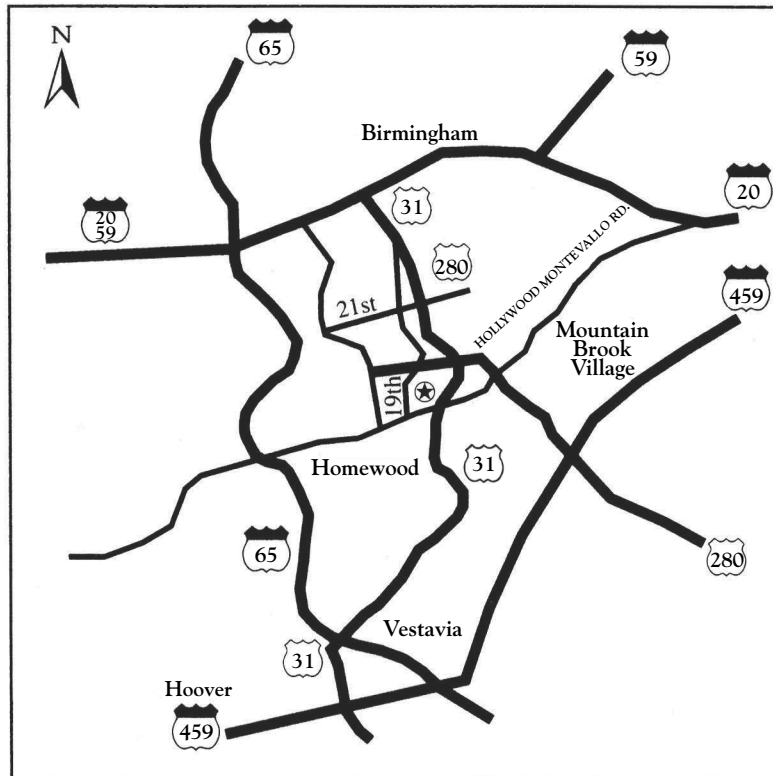 N
65
59
Birmingham
20
31
20
59
280
HOLLYWOOD MONTEVALLO RD.
459
21st
Mountain
Brook
Village
19th
Homewood
31
65
280
Vestavia
31
Hoover
459